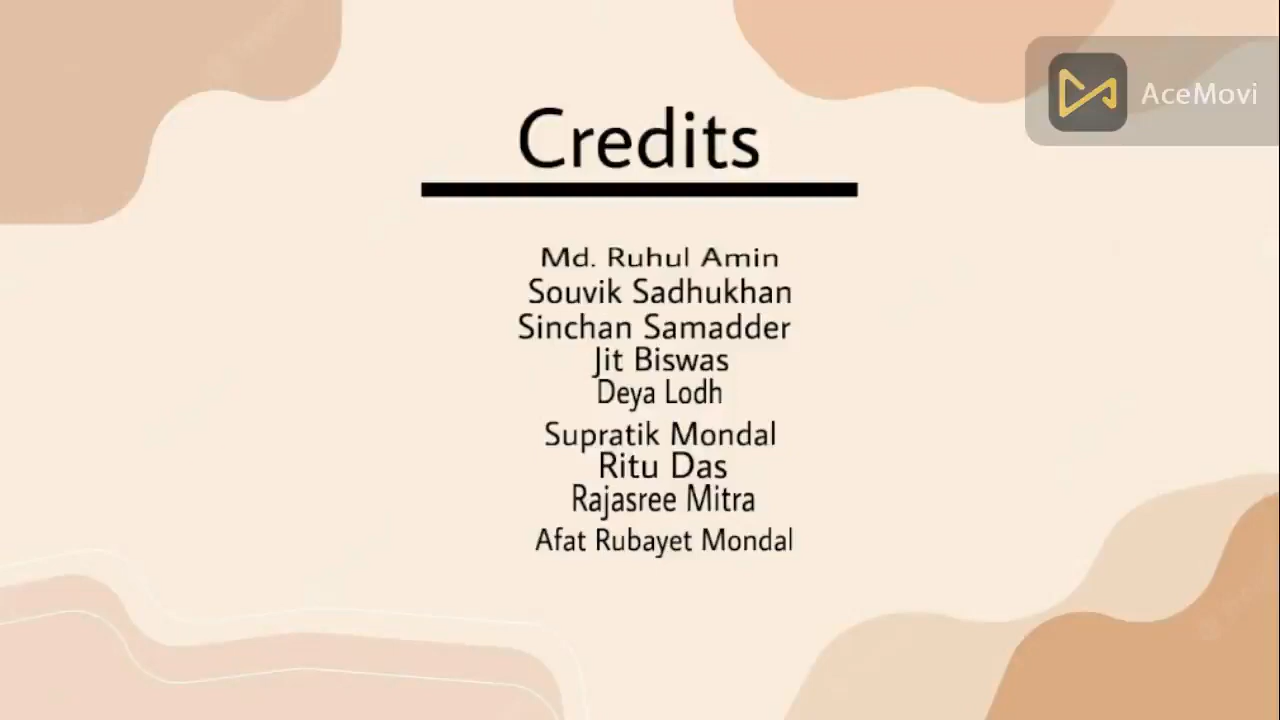 AceMovi
Credits
Md. Ruhul Amin
Souvik Sadhukhan
Sinchan Samadder
Jit Biswas
Deya Lodh
Supratik Mondal
Ritu Das
Rajasree Mitra
Afat Rubayet Mondal